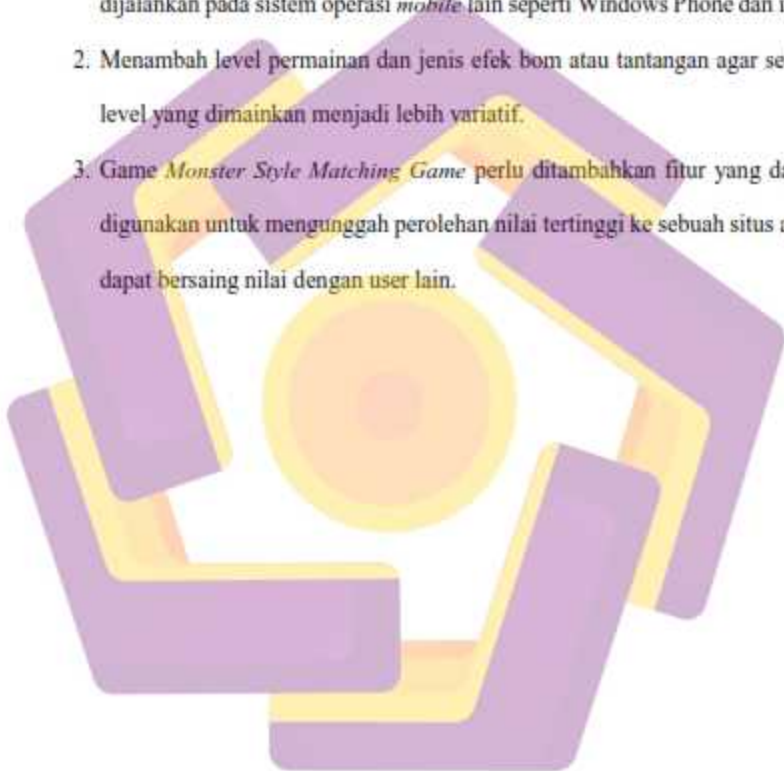 dijalankan pada sistem operasi mobile lain seperti Windows Phone dan
2. Menambah level permainan dan jenis efek bom atau tantangan agar
level yang dimainkan menjadi lebih variatif.
3. Game Monster Style Matching Game perlu ditambahkan fitur yang
digunakan untuk mengunggah perolehan nilai tertinggi ke sebuah situs
dapat bersaing nilai dengan user lain.